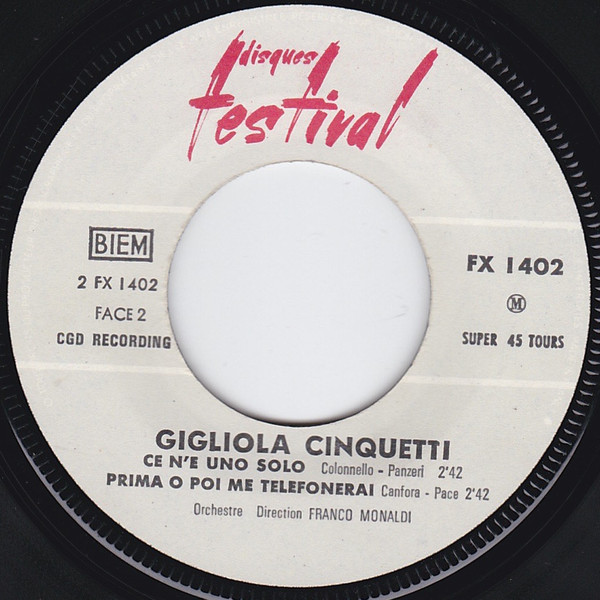 disques
festival
BIEM
2 FX 1402
FACE 2
CGD RECORDING
FX 1402
M
SUPER 45 TOURS
GIGLIOLA CINQUETTI
CE N'E UNO SOLO Colonnello - Panzeri 2'42
PRIMA O POI ME TELEFONERAI Canfora - Pace 2'42
Orchestre Direction FRANCO MONALDI